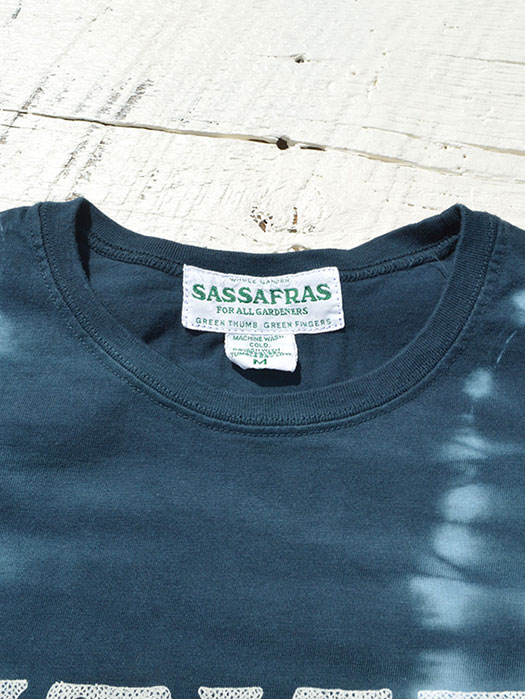 WHOLE GARDEN
SASSAFRAS
FOR ALL GARDENERS
GREEN THUMB GREEN FINGERS
MACHINE WASH
COLD.
M